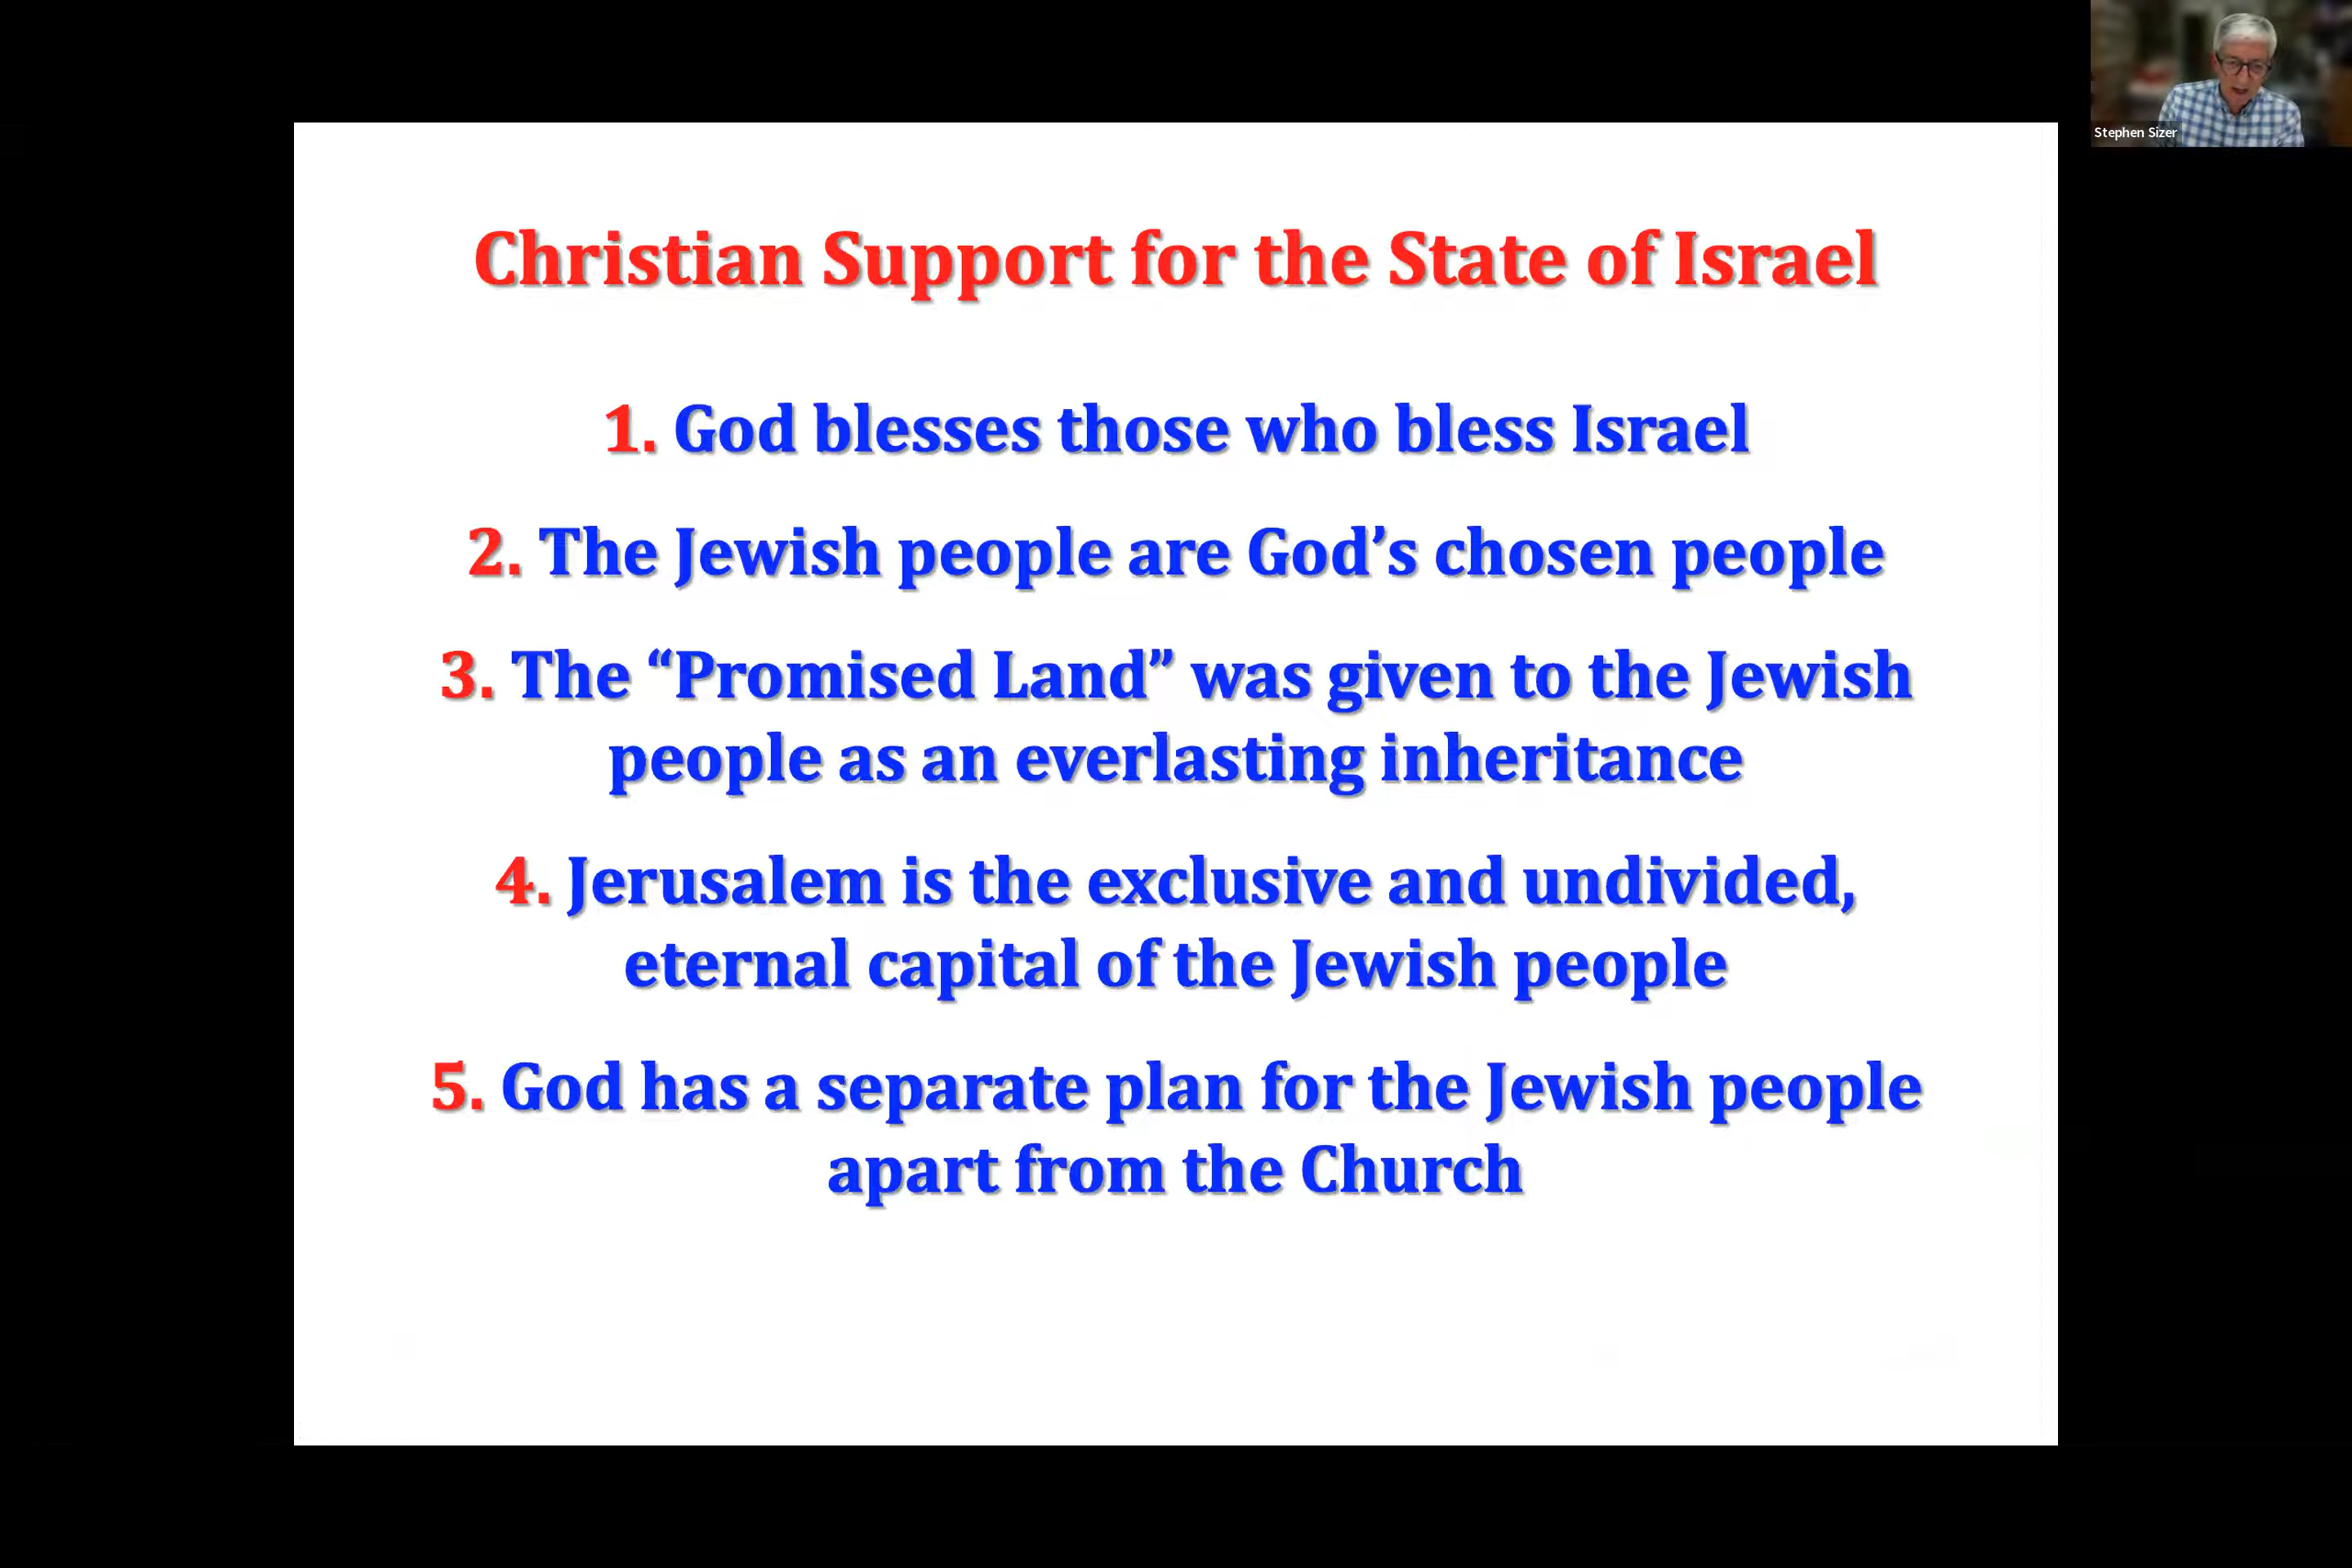 Stephen Sizer
Christian Support for the State of Israel
1. God blesses those who bless Israel
2. The Jewish people are God’s chosen people
3. The “Promised Land” was given to the Jewish
people as an everlasting inheritance
4. Jerusalem is the exclusive and undivided,
eternal capital of the Jewish people
5. God has a separate plan for the Jewish people
apart from the Church